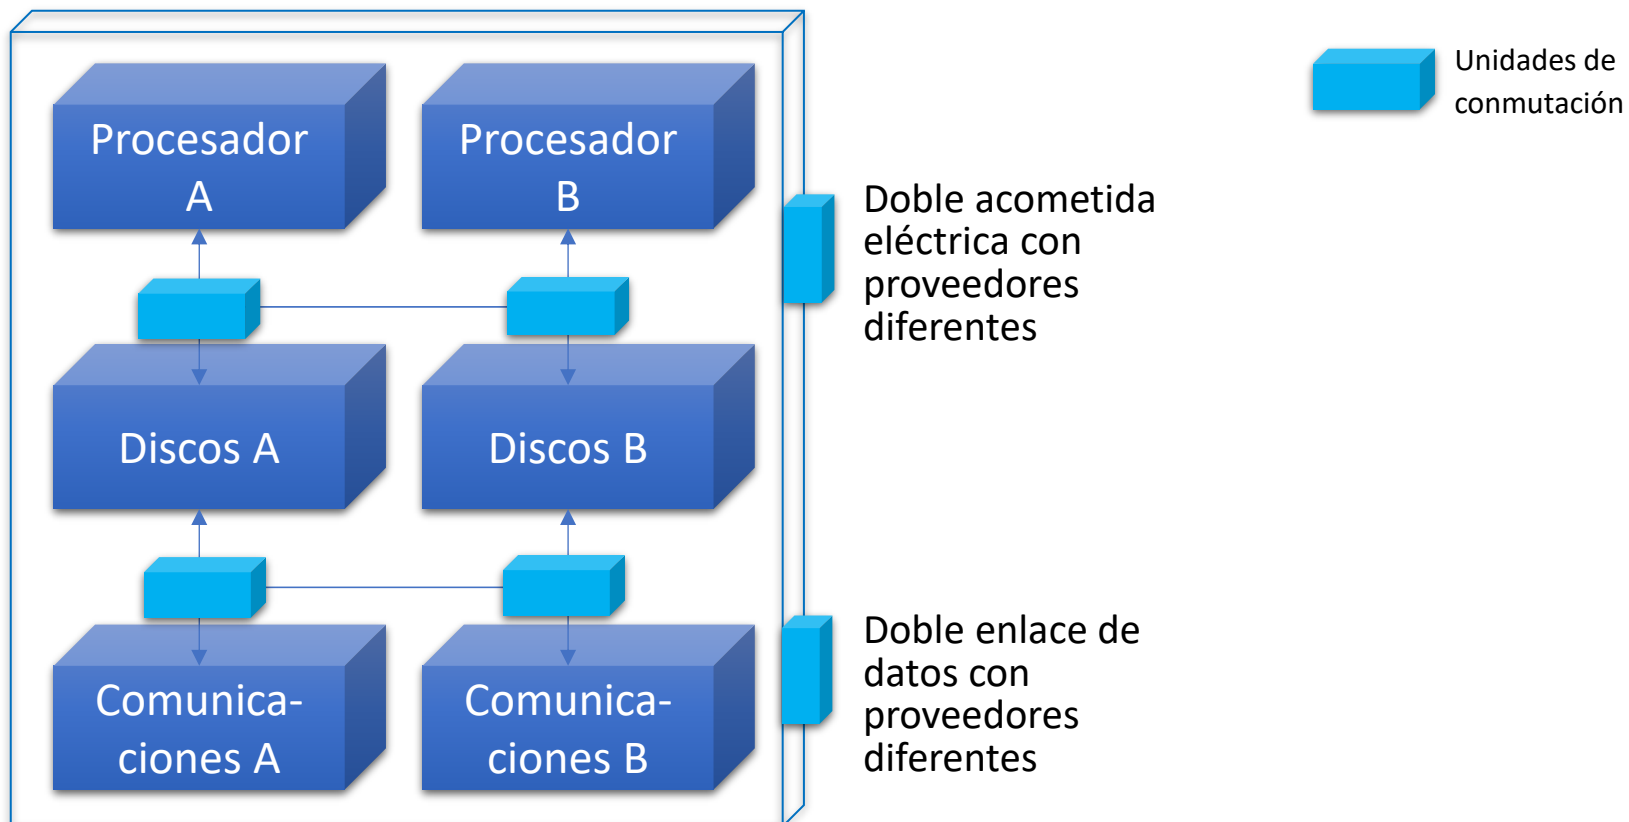 Procesador
A
Procesador
B
Unidades de
conmutación
Doble acometida
eléctrica con
proveedores
diferentes
Discos A
Discos B
Comunica-
ciones A
Comunica-
ciones B
Doble enlace de
datos con
proveedores
diferentes